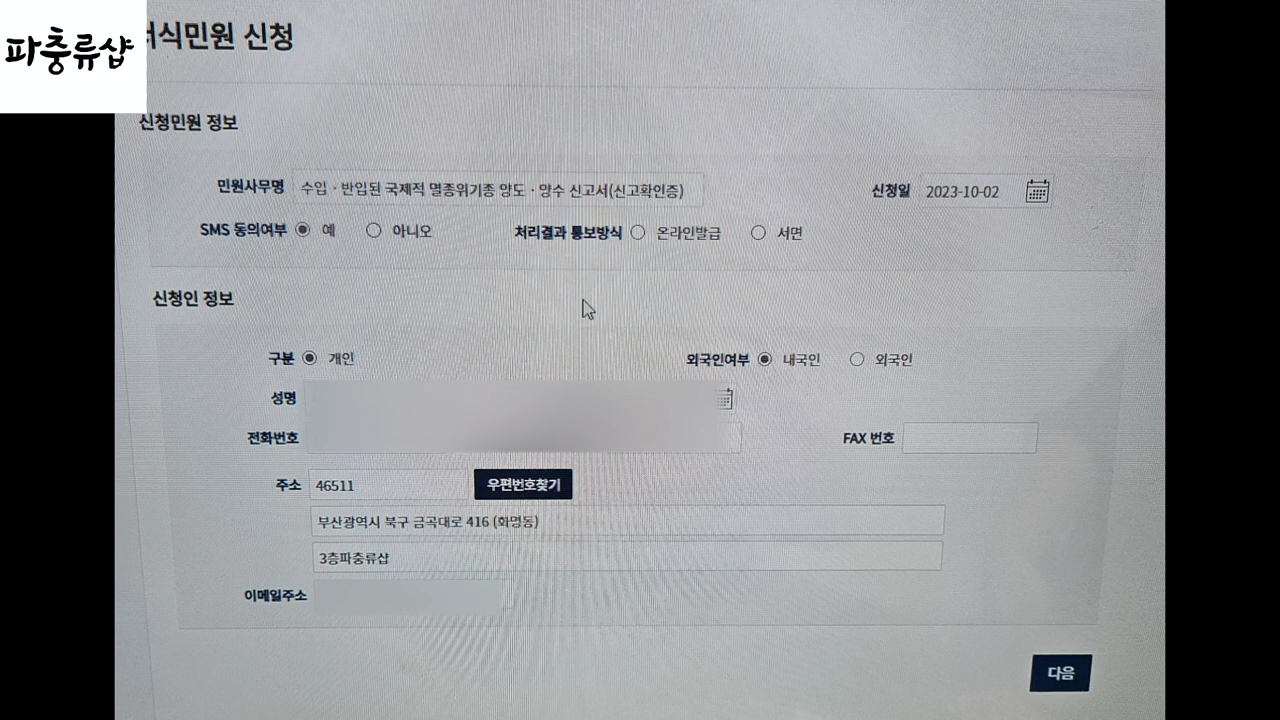 파충류샵
서식민원 신청
신청민원 정보
민원사무명 수입ㆍ반입된 국제적 멸종위기종 양도ㆍ양수 신고서(신고확인증) 신청일 2023-10-02
SMS 동의여부 예 아니오 처리결과 통보방식 온라인발급 서면
신청인 정보
구분 개인 외국인여부 내국인 외국인
성명
전화번호 FAX 번호
주소 46511 우편번호찾기
부산광역시 북구 금곡대로 416 (화명동)
3층파충류샵
이메일주소
다음